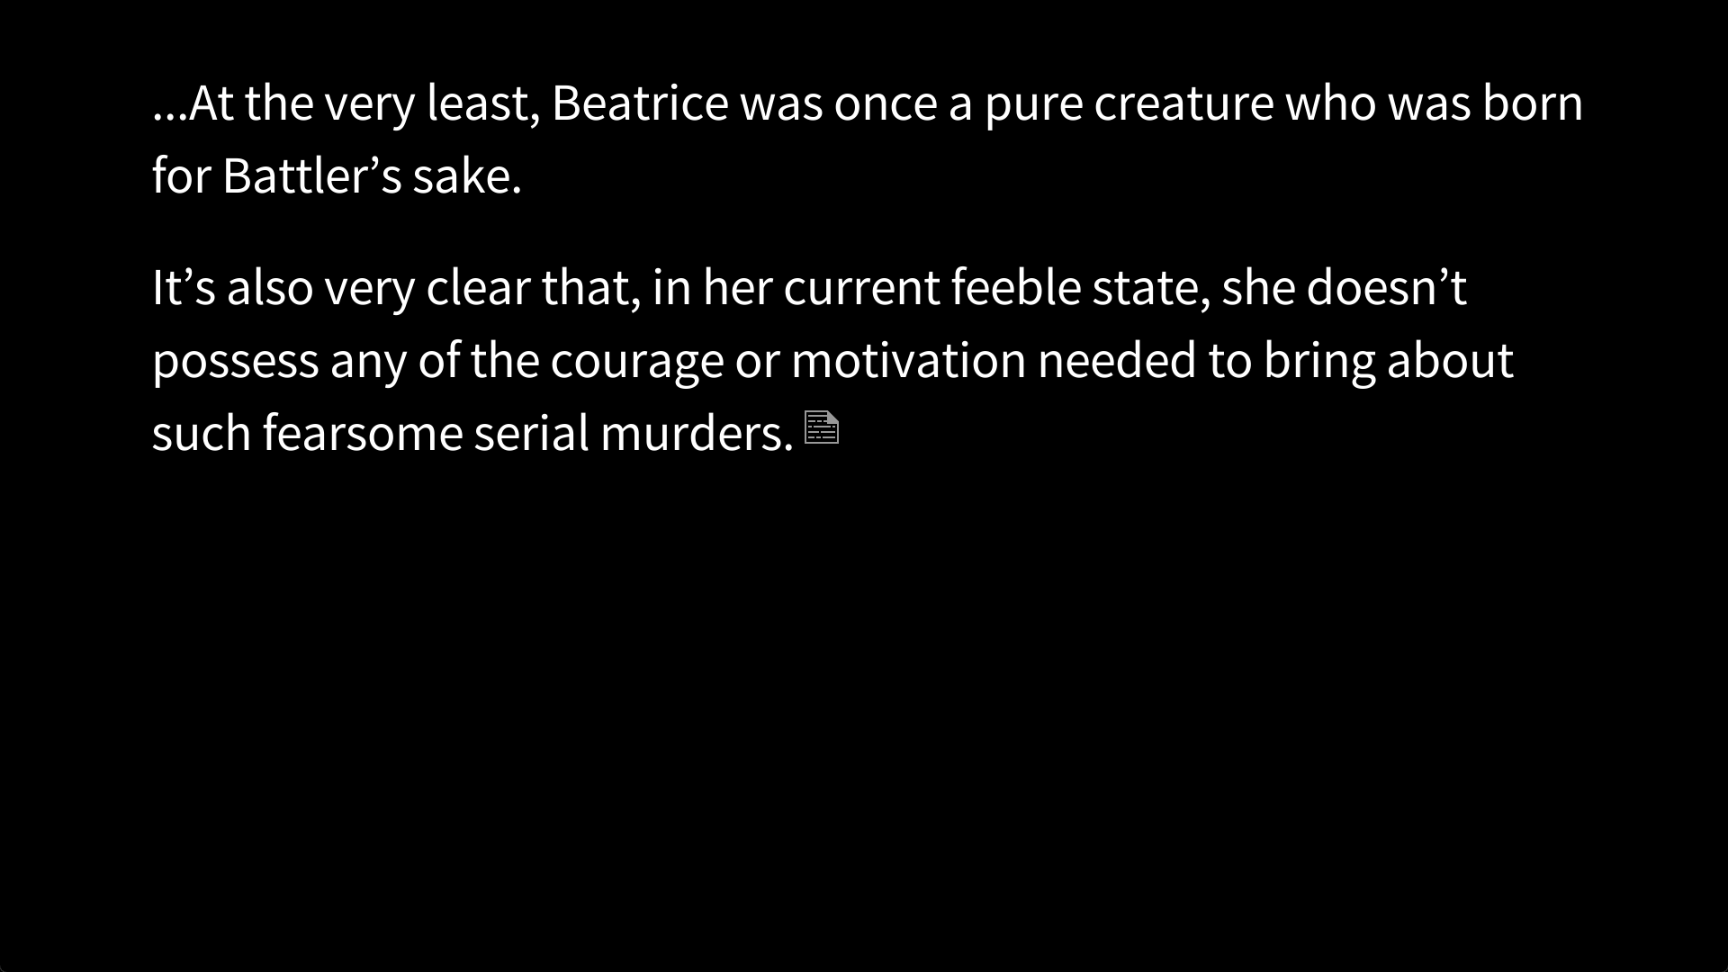 ...At the very least, Beatrice was once a pure creature who was born
for Battler’s sake.
It’s also very clear that, in her current feeble state, she doesn’t
possess any of the courage or motivation needed to bring about
such fearsome serial murders.